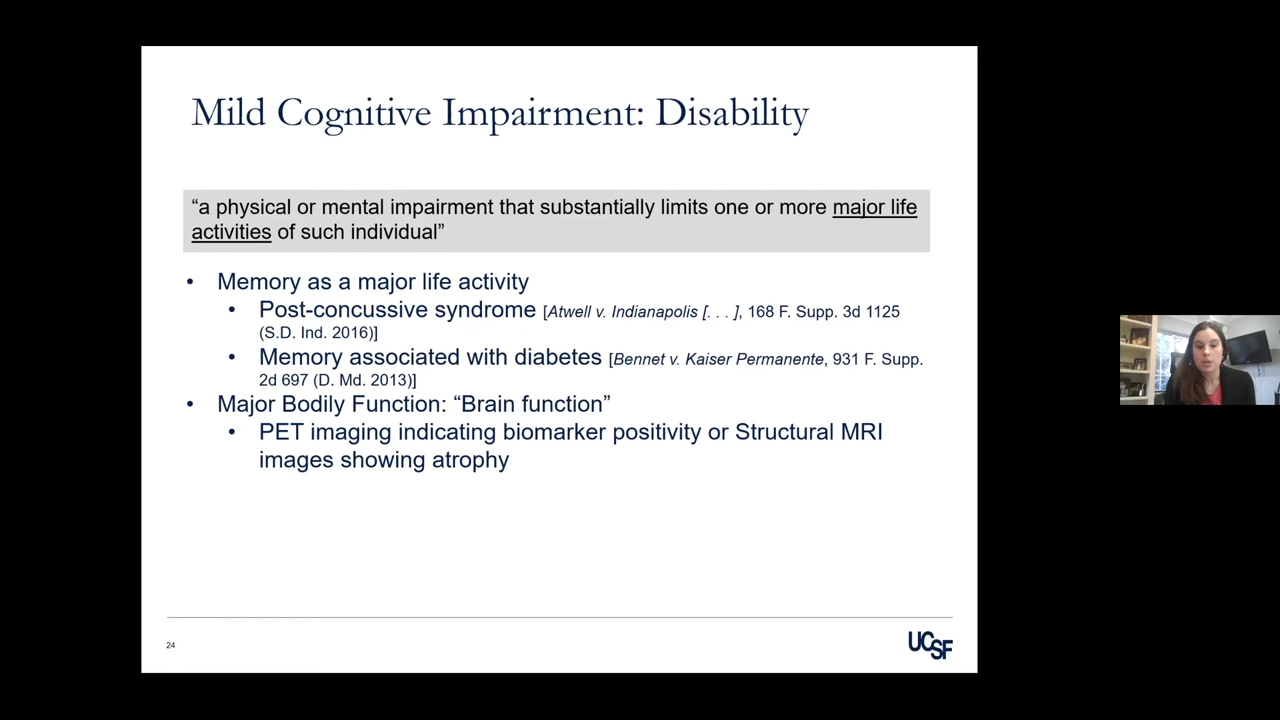 Mild Cognitive Impairment: Disability
“a physical or mental impairment that substantially limits one or more major life
activities of such individual”
• Memory as a major life activity
• Post-concussive syndrome [Atwell v. Indianapolis [. . . ], 168 F. Supp. 3d 1125
(S.D. Ind. 2016)]
• Memory associated with diabetes [Bennet v. Kaiser Permanente, 931 F. Supp.
2d 697 (D. Md. 2013)]
• Major Bodily Function: “Brain function”
• PET imaging indicating biomarker positivity or Structural MRI
images showing atrophy
24
UCSF